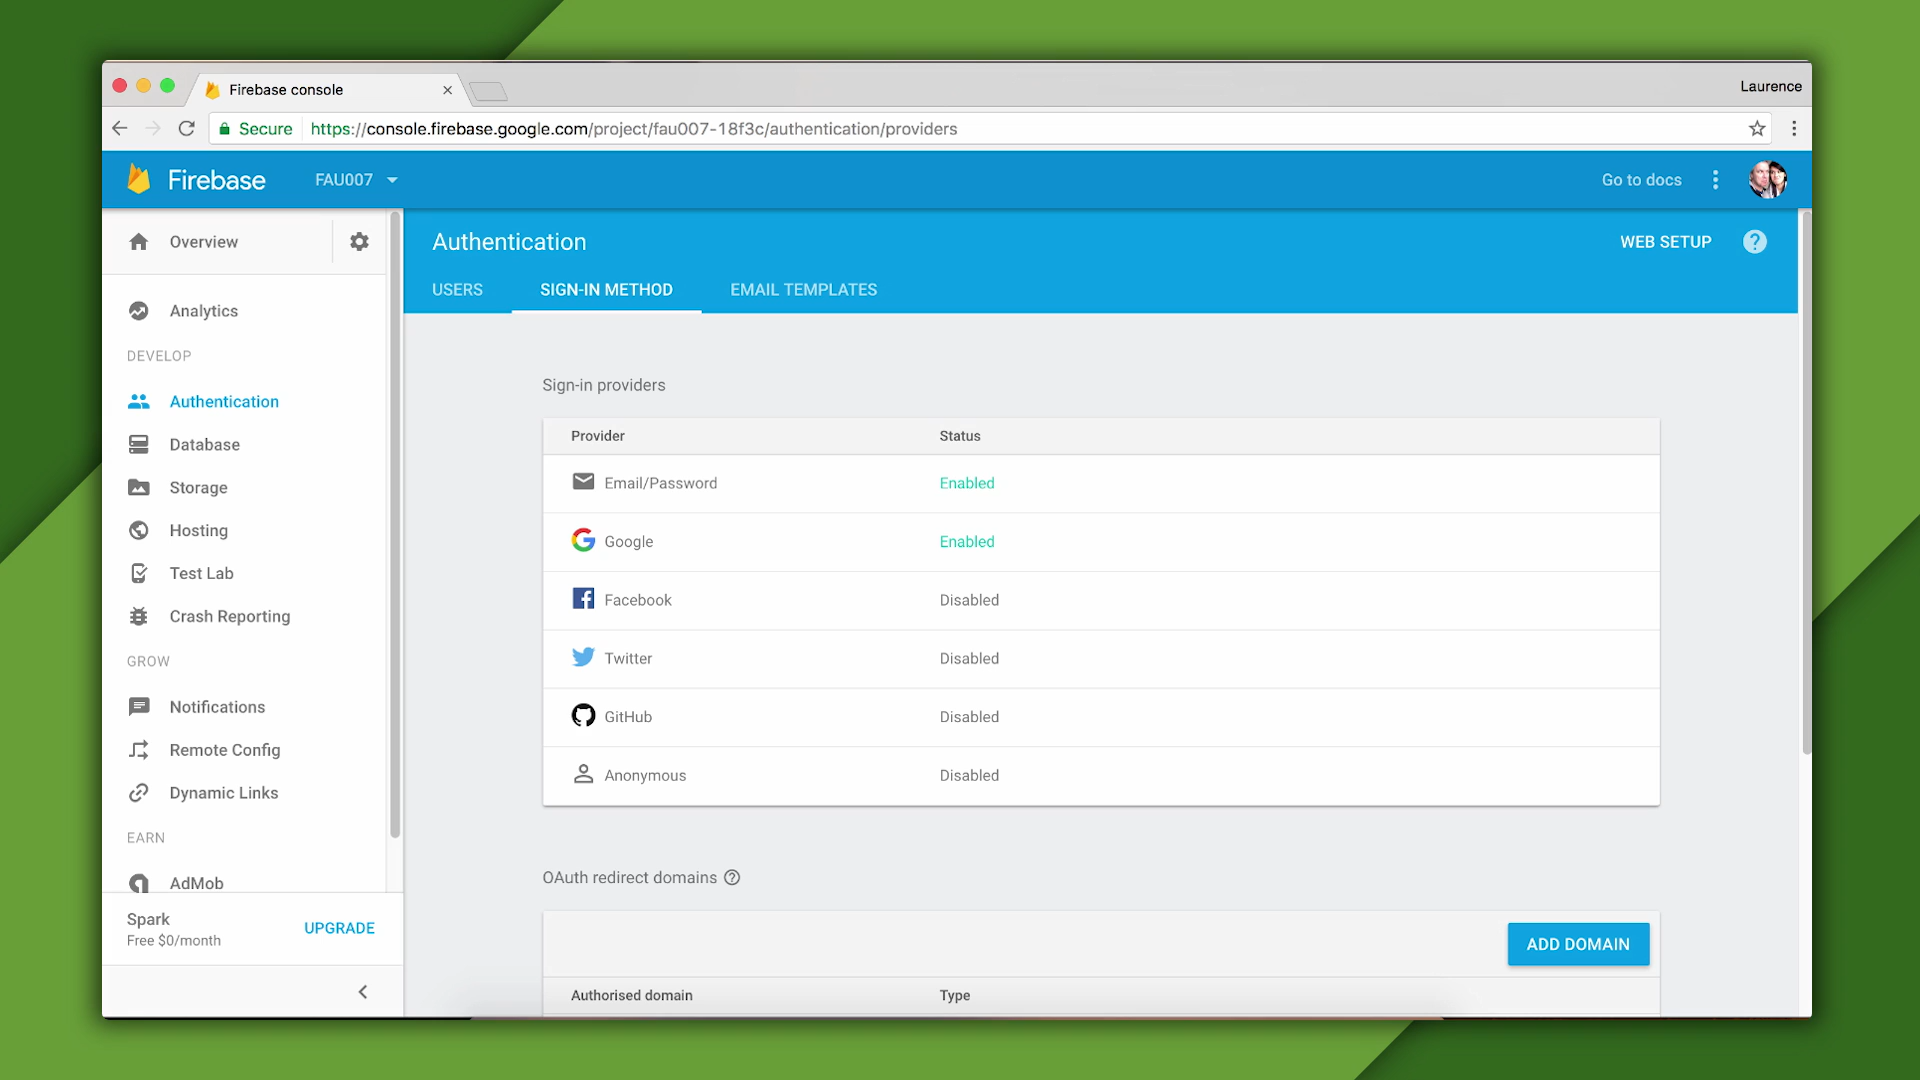 Firebase console
Laurence
Secure https://console.firebase.google.com/project/fau007-18f3c/authentication/providers
Firebase FAU007 Go to docs
Overview
Analytics
DEVELOP
Authentication
Database
Storage
Hosting
Test Lab
Crash Reporting
GROW
Notifications
Remote Config
Dynamic Links
EARN
AdMob
Spark
Free $0/month
UPGRADE
Authentication
WEB SETUP
USERS SIGN-IN METHOD EMAIL TEMPLATES
Sign-in providers
Provider Status
Email/Password Enabled
Google Enabled
Facebook Disabled
Twitter Disabled
GitHub Disabled
Anonymous Disabled
OAuth redirect domains
ADD DOMAIN
Authorised domain Type